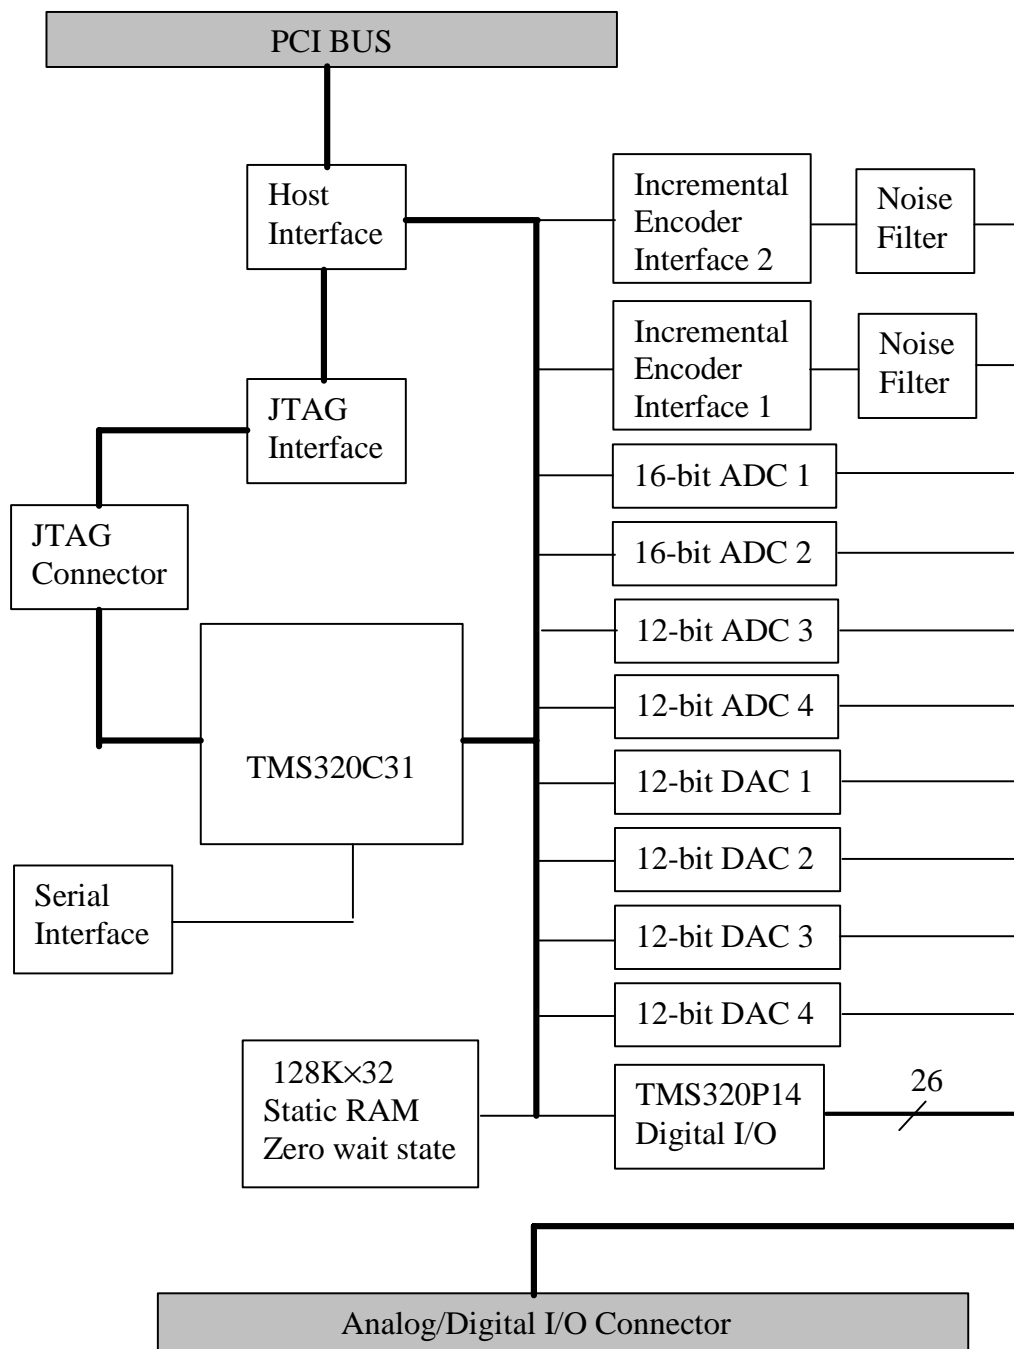 PCI BUS
Host
Interface
Incremental
Encoder
Interface 2
Noise
Filter
Incremental
Encoder
Interface 1
Noise
Filter
JTAG
Interface
16-bit ADC 1
JTAG
Connector
16-bit ADC 2
12-bit ADC 3
12-bit ADC 4
TMS320C31
12-bit DAC 1
12-bit DAC 2
Serial
Interface
12-bit DAC 3
12-bit DAC 4
128K×32
Static RAM
Zero wait state
TMS320P14
Digital I/O
26
Analog/Digital I/O Connector